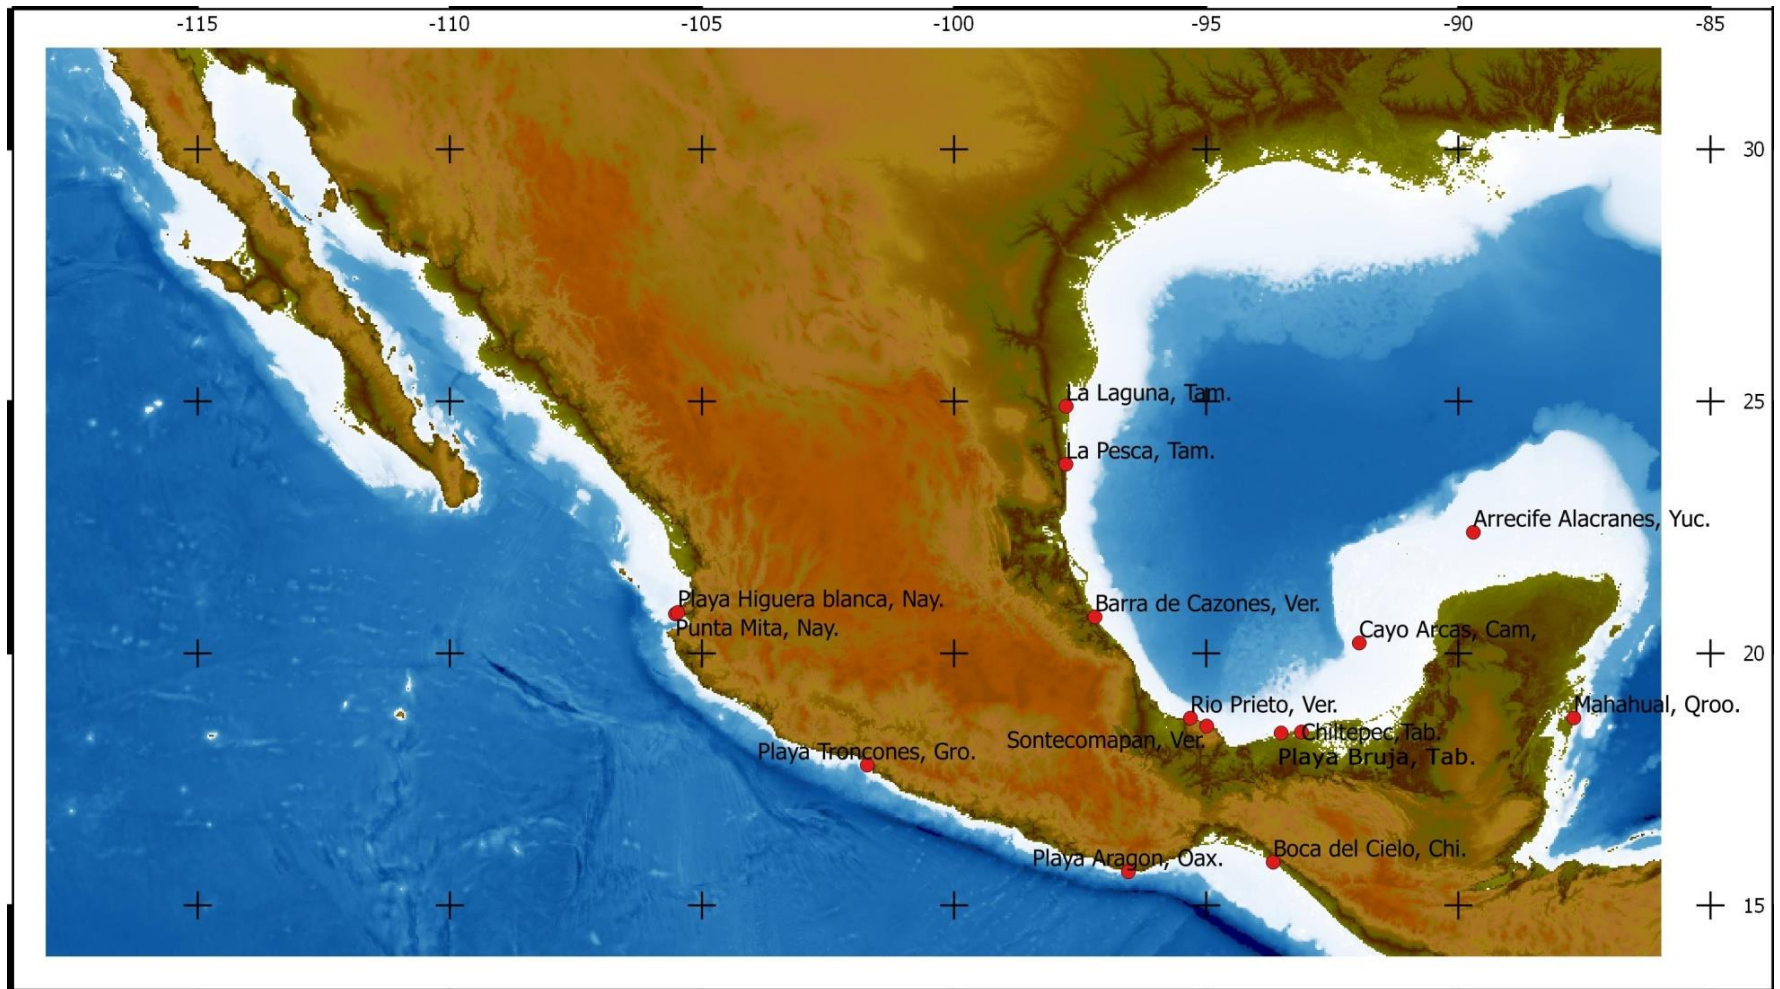 -115 -110 -105 -100 -95 -90 -85
30
La Laguna, Tam.
25
La Pesca, Tam.
Arrecife Alacranes, Yuc.
Playa Higuera blanca, Nay.
Barra de Cazones, Ver.
Punta Mita, Nay.
Cayo Arcas, Cam,
20
Rio Prieto, Ver.
Mahahual, Qroo.
Sontecomapan, Ver.
Chiltepec,Tab.
Playa Troncones, Gro.
Playa Bruja, Tab.
Playa Aragon, Oax.
Boca del Cielo, Chi.
15